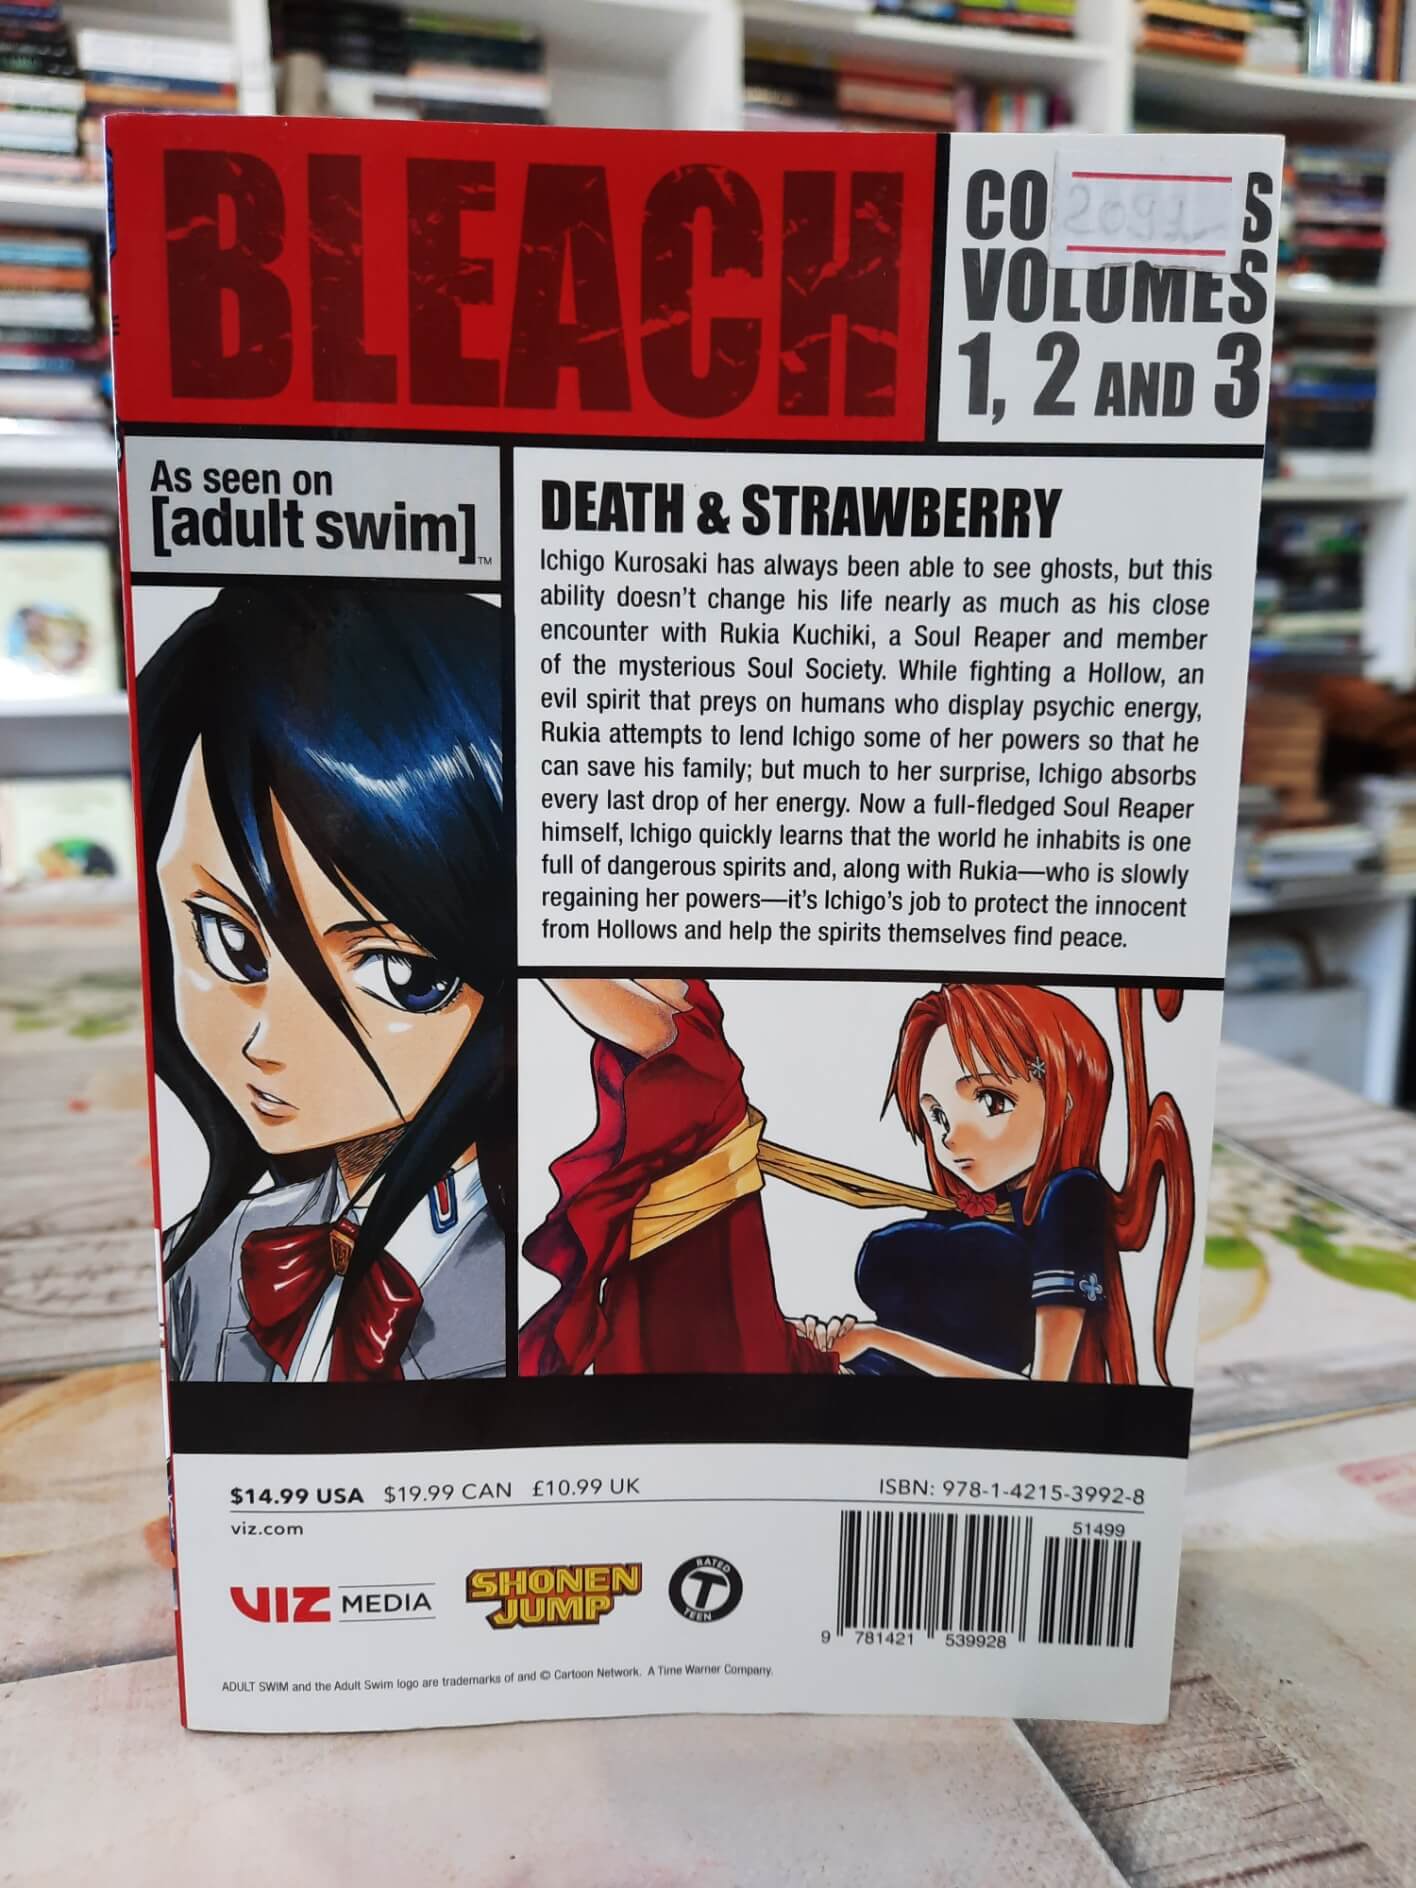 BLEACH
CO S
VOLUMES
1, 2 AND 3
As seen on
[adult swim]™
DEATH & STRAWBERRY
Ichigo Kurosaki has always been able to see ghosts, but this
ability doesn't change his life nearly as much as his close
encounter with Rukia Kuchiki, a Soul Reaper and member
of the mysterious Soul Society. While fighting a Hollow, an
evil spirit that preys on humans who display psychic energy,
Rukia attempts to lend Ichigo some of her powers so that he
can save his family; but much to her surprise, Ichigo absorbs
every last drop of her energy. Now a full-fledged Soul Reaper
himself, Ichigo quickly learns that the world he inhabits is one
full of dangerous spirits and, along with Rukia—who is slowly
regaining her powers—it's Ichigo's job to protect the innocent
from Hollows and help the spirits themselves find peace.
$14.99 USA $19.99 CAN £10.99 UK
ISBN: 978-1-4215-3992-8
viz.com
51499
VIZ MEDIA
SHONEN
JUMP
RATED
T
TEEN
9 781421 539928
ADULT SWIM and the Adult Swim logo are trademarks of and © Cartoon Network. A Time Warner Company.